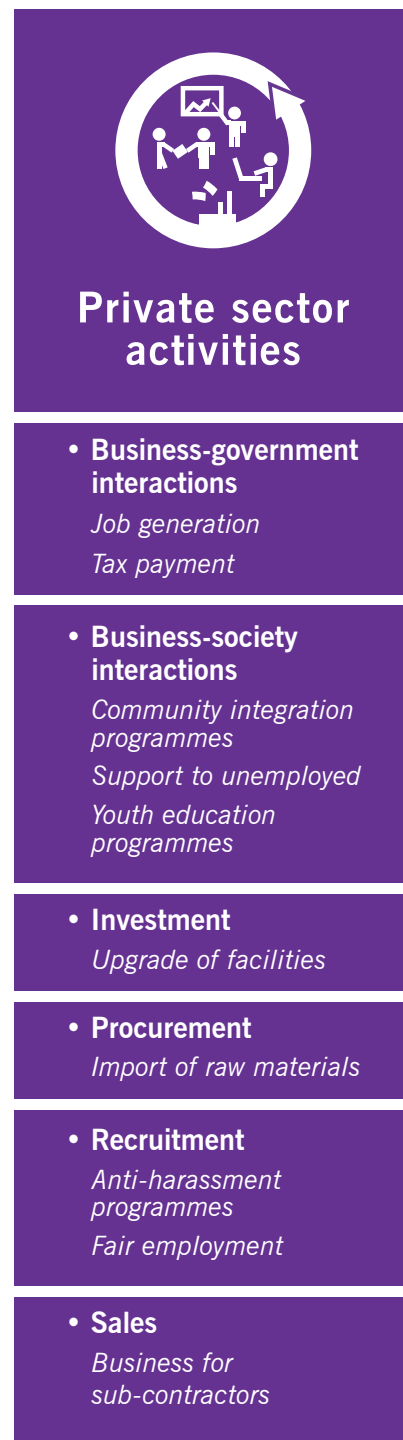 Private sector
activities
• Business-government
interactions
Job generation
Tax payment
• Business-society
interactions
Community integration
programmes
Support to unemployed
Youth education
programmes
• Investment
Upgrade of facilities
• Procurement
Import of raw materials
• Recruitment
Anti-harassment
programmes
Fair employment
• Sales
Business for
sub-contractors